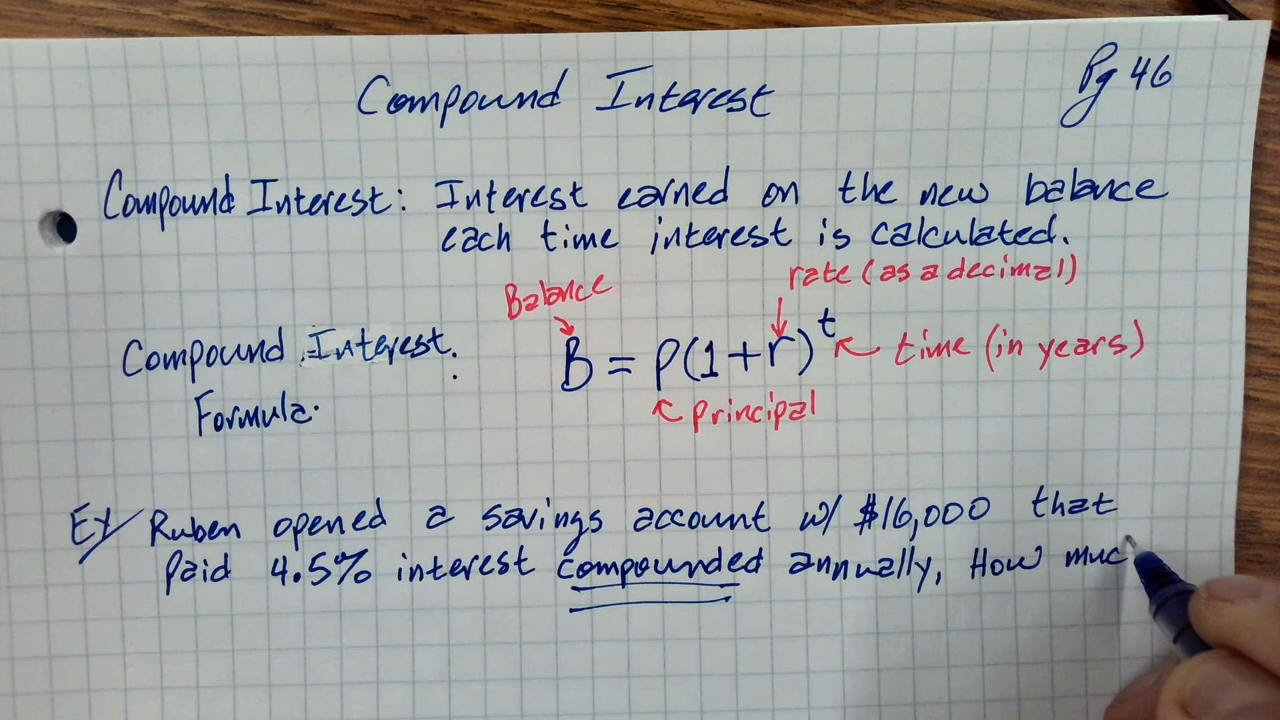 Compound Interest
Pg 46
Compound Interest: Interest earned on the new balance
each time interest is calculated.
rate (as a decimal)
Balance
Compound Interest. B = P(1+r)^t time (in years)
Formula.
principal
Ex Ruben opened a savings account w/ $16,000 that
paid 4.5% interest compounded annually, How muc